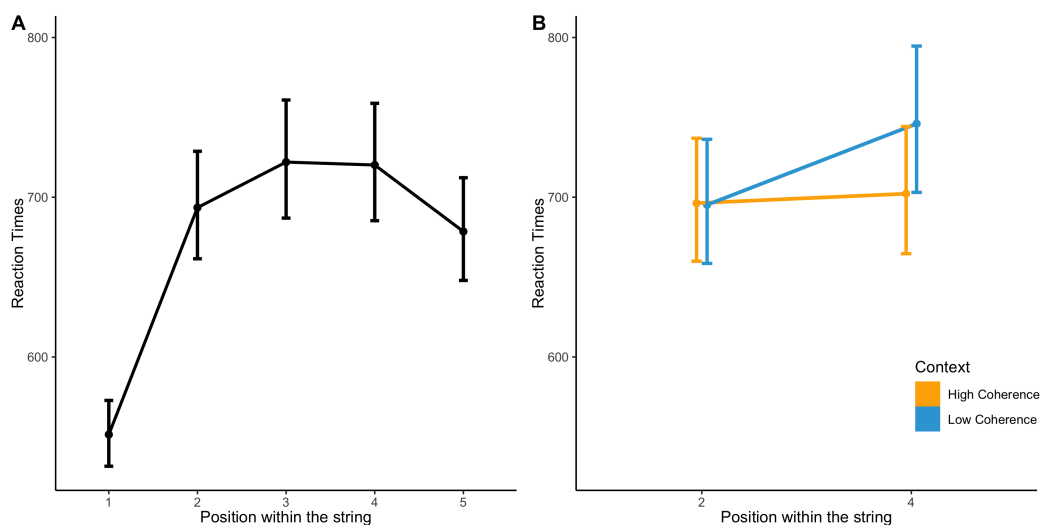 A
800
700
600
Reaction Times
1 2 3 4 5
Position within the string
B
800
700
600
Reaction Times
2 4
Position within the string
Context
High Coherence
Low Coherence